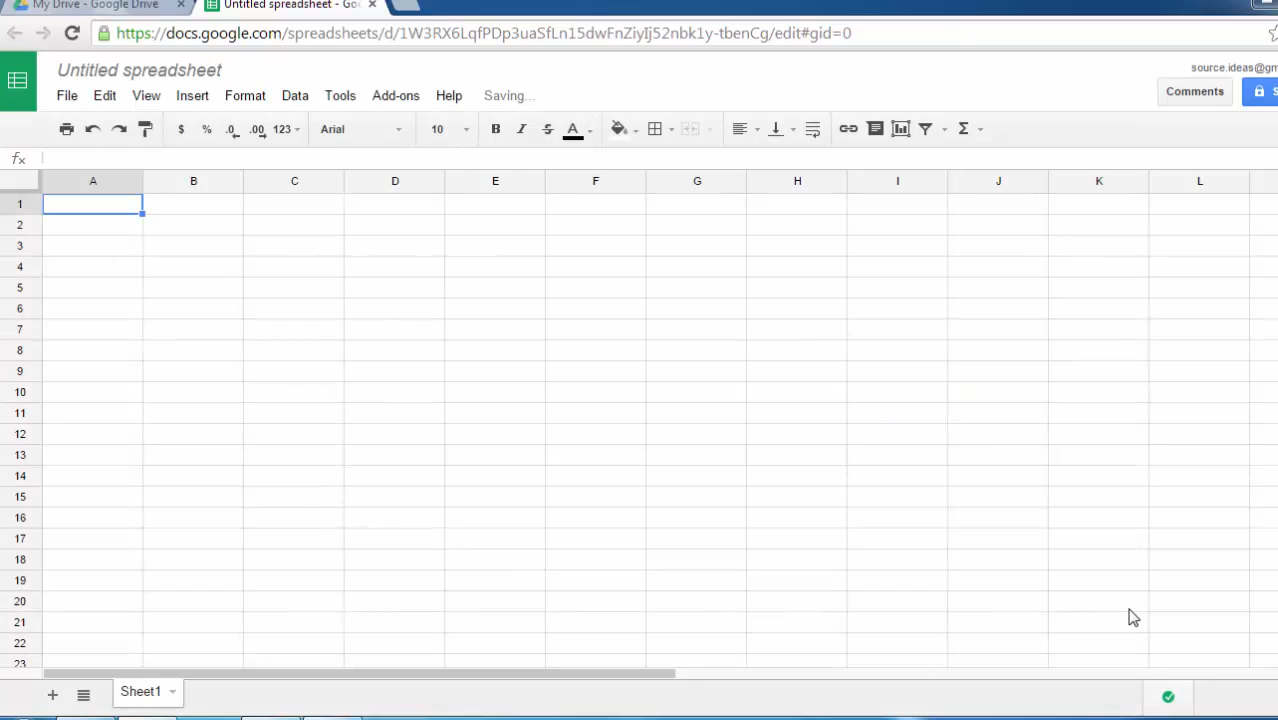 My Drive - Google Drive × Untitled spreadsheet - Go ×
https://docs.google.com/spreadsheets/d/1W3RX6LqfPDp3uaSfLn15dwFnZiyIj52nbk1y-tbenCg/edit#gid=0
Untitled spreadsheet
source.ideas@gm
File Edit View Insert Format Data Tools Add-ons Help Saving...
Comments S
$ % .0 .00 123 Arial 10 B I S A Σ
fx
A B C D E F G H I J K L
1
2
3
4
5
6
7
8
9
10
11
12
13
14
15
16
17
18
19
20
21
22
23
+ Sheet1